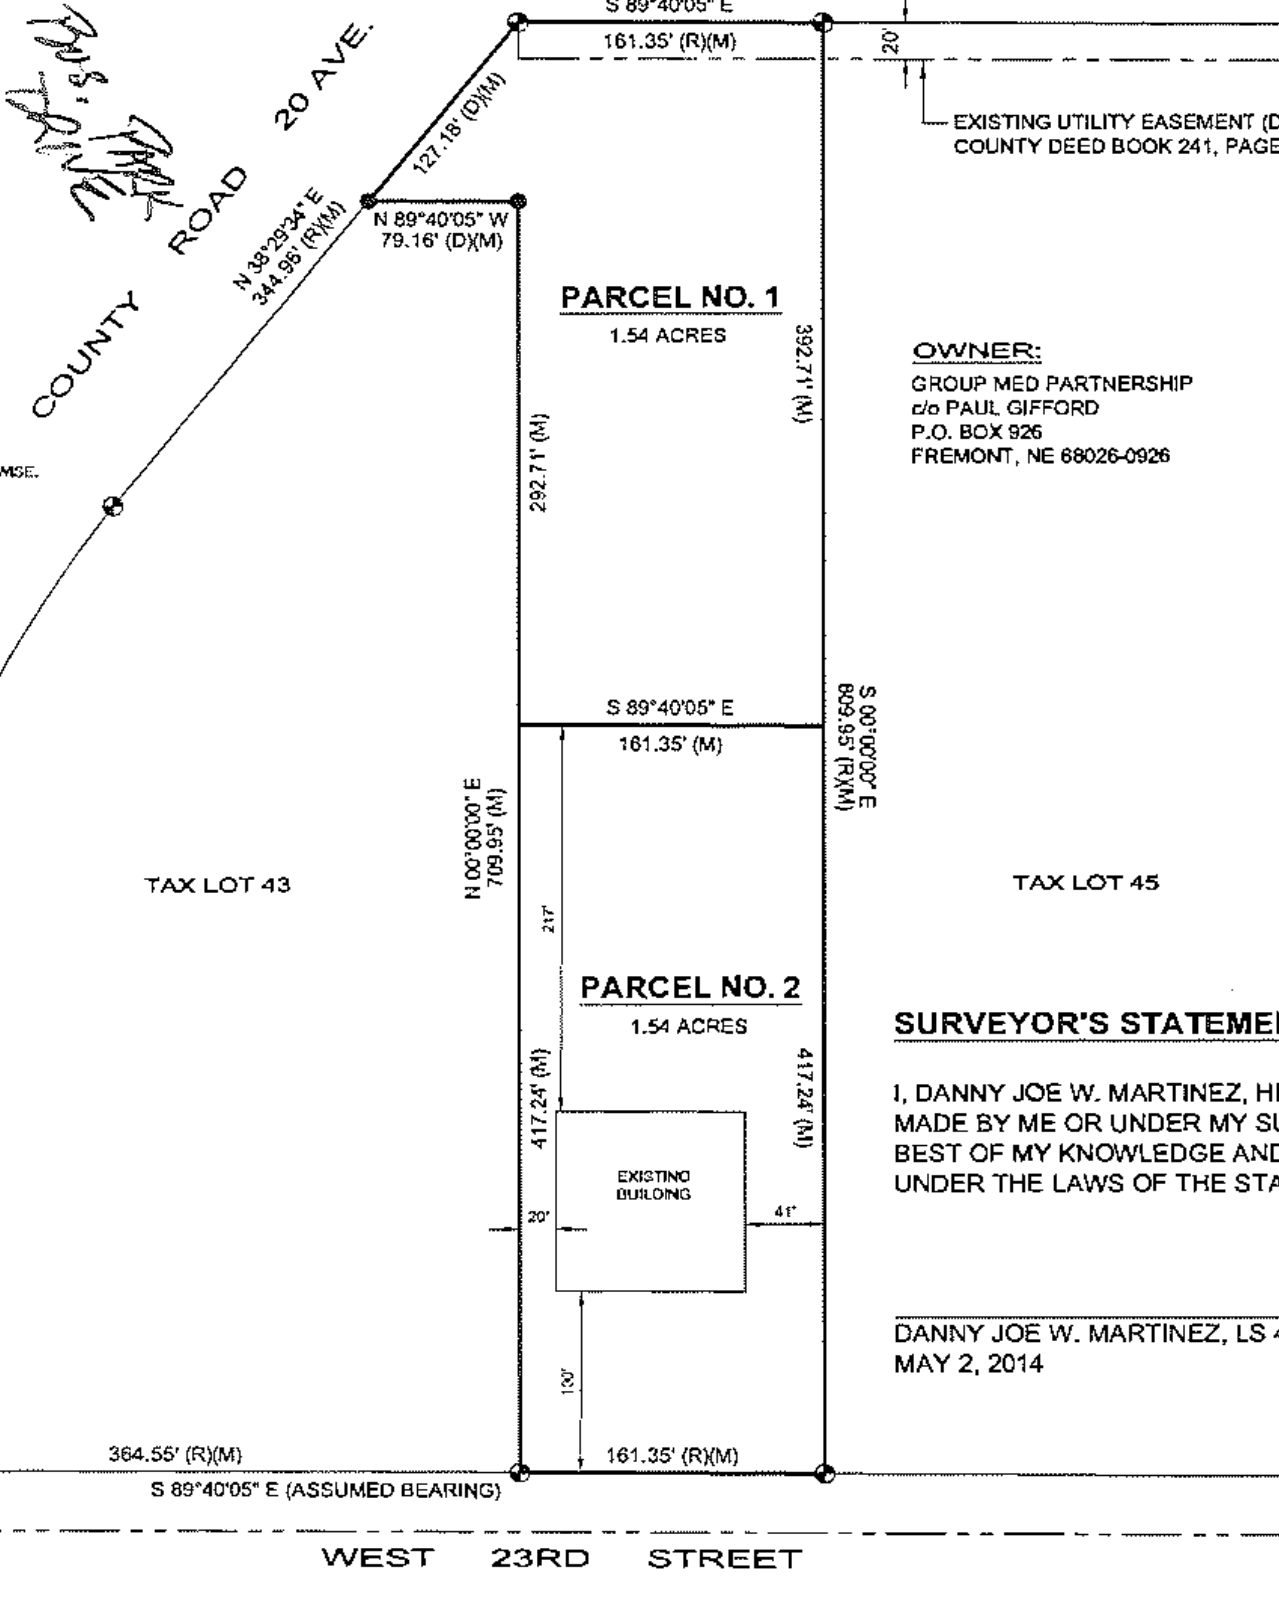 S 89°40'05" E
161.35' (R)(M)
20'
EXISTING UTILITY EASEMENT (D
COUNTY DEED BOOK 241, PAGE
COUNTY ROAD 20 AVE.
127.18' (D)(M)
N 89°40'05" W
79.16' (D)(M)
N 38°29'34" E
344.96' (R)(M)
PARCEL NO. 1
1.54 ACRES
392.71' (M)
292.71' (M)
OWNER:
GROUP MED PARTNERSHIP
c/o PAUL GIFFORD
P.O. BOX 926
FREMONT, NE 68026-0926
MSE.
S 89°40'05" E
161.35' (M)
S 00°00'00" E
809.95' (R)(M)
N 00°00'00" E
709.95' (M)
TAX LOT 43
TAX LOT 45
217'
PARCEL NO. 2
1.54 ACRES
417.24' (M)
417.24' (M)
EXISTING
BUILDING
20'
41'
130'
SURVEYOR'S STATEME
I, DANNY JOE W. MARTINEZ, HE
MADE BY ME OR UNDER MY SU
BEST OF MY KNOWLEDGE AND
UNDER THE LAWS OF THE STA
DANNY JOE W. MARTINEZ, LS 4
MAY 2, 2014
364.55' (R)(M)
S 89°40'05" E (ASSUMED BEARING)
161.35' (R)(M)
WEST 23RD STREET